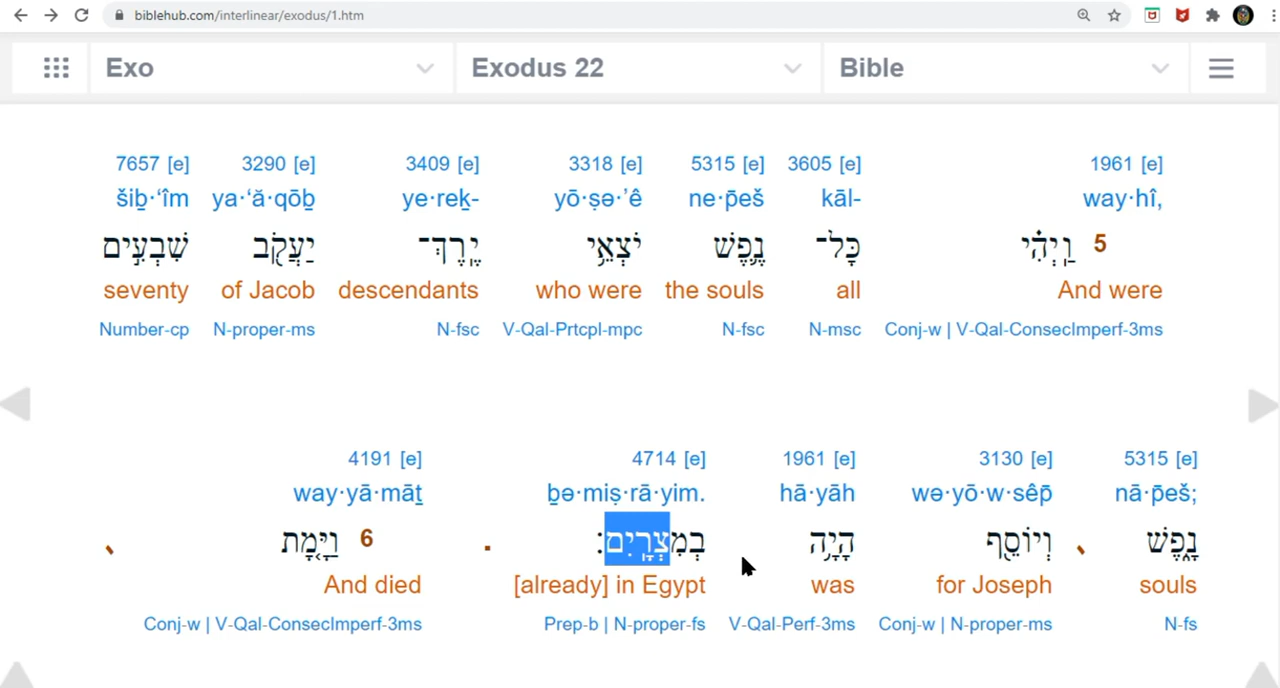 biblehub.com/interlinear/exodus/1.htm
Exo Exodus 22 Bible
7657 [e] 3290 [e] 3409 [e] 3318 [e] 5315 [e] 3605 [e] 1961 [e]
šiḇ·‘îm ya·‘ă·qōḇ ye·reḵ- yō·ṣə·’ê ne·p̄eš kāl- way·hî,
5 וַֽיְהִ֗י כָּל־ נֶ֛פֶשׁ יֹצְאֵ֥י יֶֽרֶךְ־ יַעֲקֹ֖ב שִׁבְעִ֣ים
seventy of Jacob descendants who were the souls all And were
Number-cp N-proper-ms N-fsc V-Qal-Prtcpl-mpc N-fsc N-msc Conj-w | V-Qal-ConsecImperf-3ms
4191 [e] 4714 [e] 1961 [e] 3130 [e] 5315 [e]
way·yā·māṯ ḇə·miṣ·rā·yim. hā·yāh wə·yō·w·sêp̄ nā·p̄eš;
נָ֑פֶשׁ ، וְיוֹסֵ֖ף הָיָ֥ה בְמִצְרָֽיִם׃ . 6 וַיָּ֤מָת ،
And died [already] in Egypt was for Joseph souls
Conj-w | V-Qal-ConsecImperf-3ms Prep-b | N-proper-fs V-Qal-Perf-3ms Conj-w | N-proper-ms N-fs